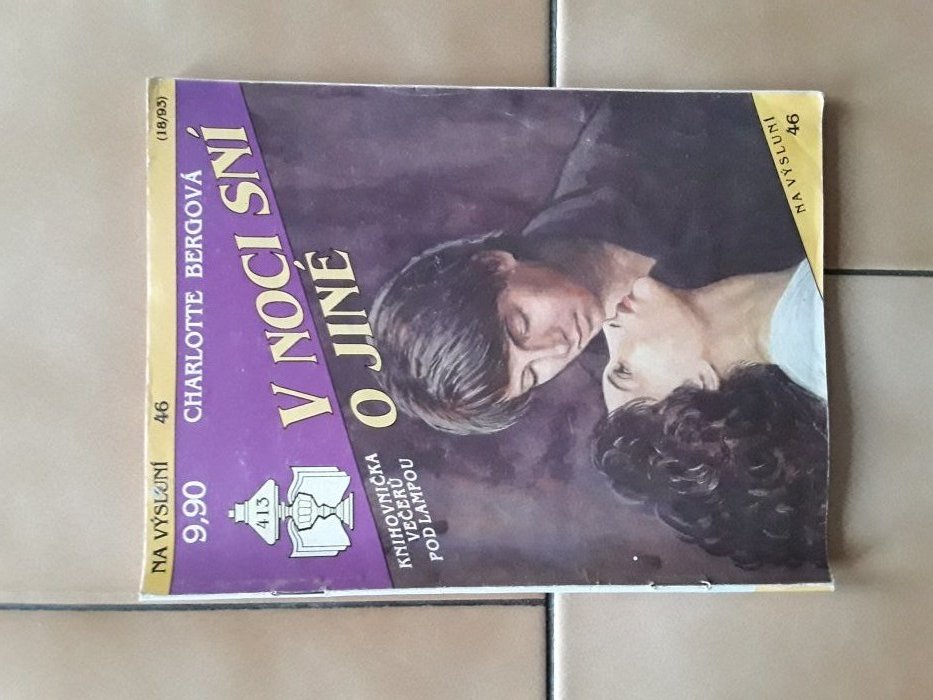 NA VÝSLUNÍ 46 (18/93)
9,90 CHARLOTTE BERGOVÁ
V NOCI SNÍ
O JINÉ
413
KNIHOVNIČKA
VEČERŮ
POD LAMPOU
NA VÝSLUNÍ
46